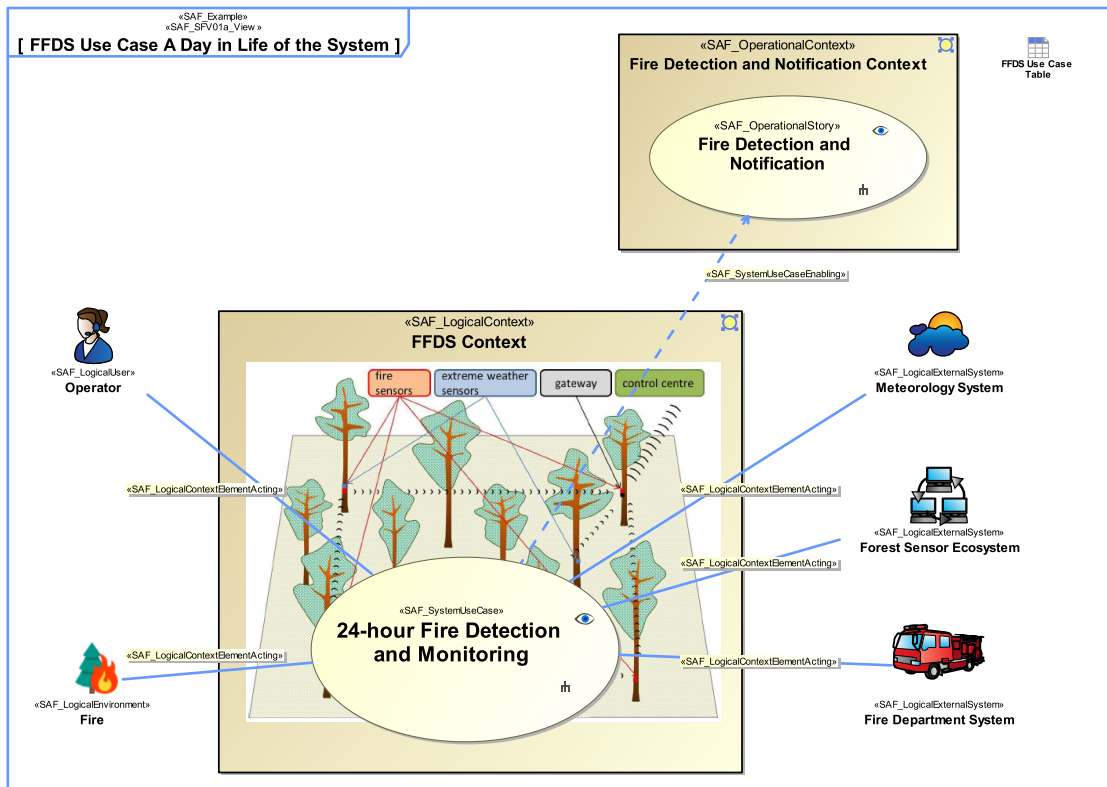 «SAF_Example»
«SAF_SFV01a_View»
[ FFDS Use Case A Day in Life of the System ]
«SAF_OperationalContext»
Fire Detection and Notification Context
FFDS Use Case
Table
«SAF_OperationalStory»
Fire Detection and
Notification
«SAF_SystemUseCaseEnabling»
«SAF_LogicalContext»
FFDS Context
fire
sensors
extreme weather
sensors
gateway
control centre
«SAF_LogicalUser»
Operator
«SAF_LogicalExternalSystem»
Meteorology System
«SAF_LogicalContextElementActing»
«SAF_LogicalContextElementActing»
«SAF_LogicalExternalSystem»
Forest Sensor Ecosystem
«SAF_LogicalContextElementActing»
«SAF_SystemUseCase»
24-hour Fire Detection
and Monitoring
«SAF_LogicalContextElementActing»
«SAF_LogicalContextElementActing»
«SAF_LogicalEnvironment»
Fire
«SAF_LogicalExternalSystem»
Fire Department System